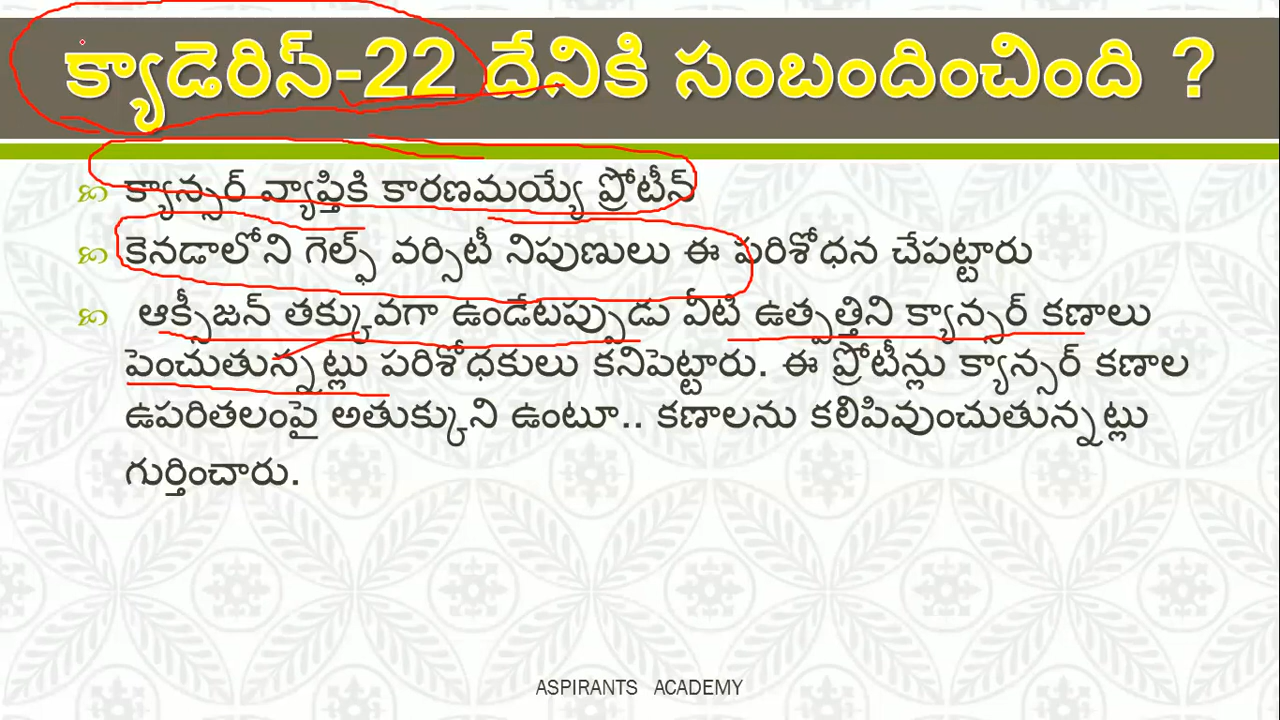 క్యాడెరిన్-22 దేనికి సంబందించింది ?
క్యాన్సర్ వ్యాప్తికి కారణమయ్యే ప్రోటీన్
కెనడాలోని గెల్ఫ్ వర్సిటీ నిపుణులు ఈ పరిశోధన చేపట్టారు
ఆక్సీజన్ తక్కువగా ఉండేటప్పుడు వీటి ఉత్పత్తిని క్యాన్సర్ కణాలు
పెంచుతున్నట్లు పరిశోధకులు కనిపెట్టారు. ఈ ప్రోటీన్లు క్యాన్సర్ కణాల
ఉపరితలంపై అతుక్కుని ఉంటూ.. కణాలను కలిపివుంచుతున్నట్లు
గుర్తించారు.
ASPIRANTS ACADEMY